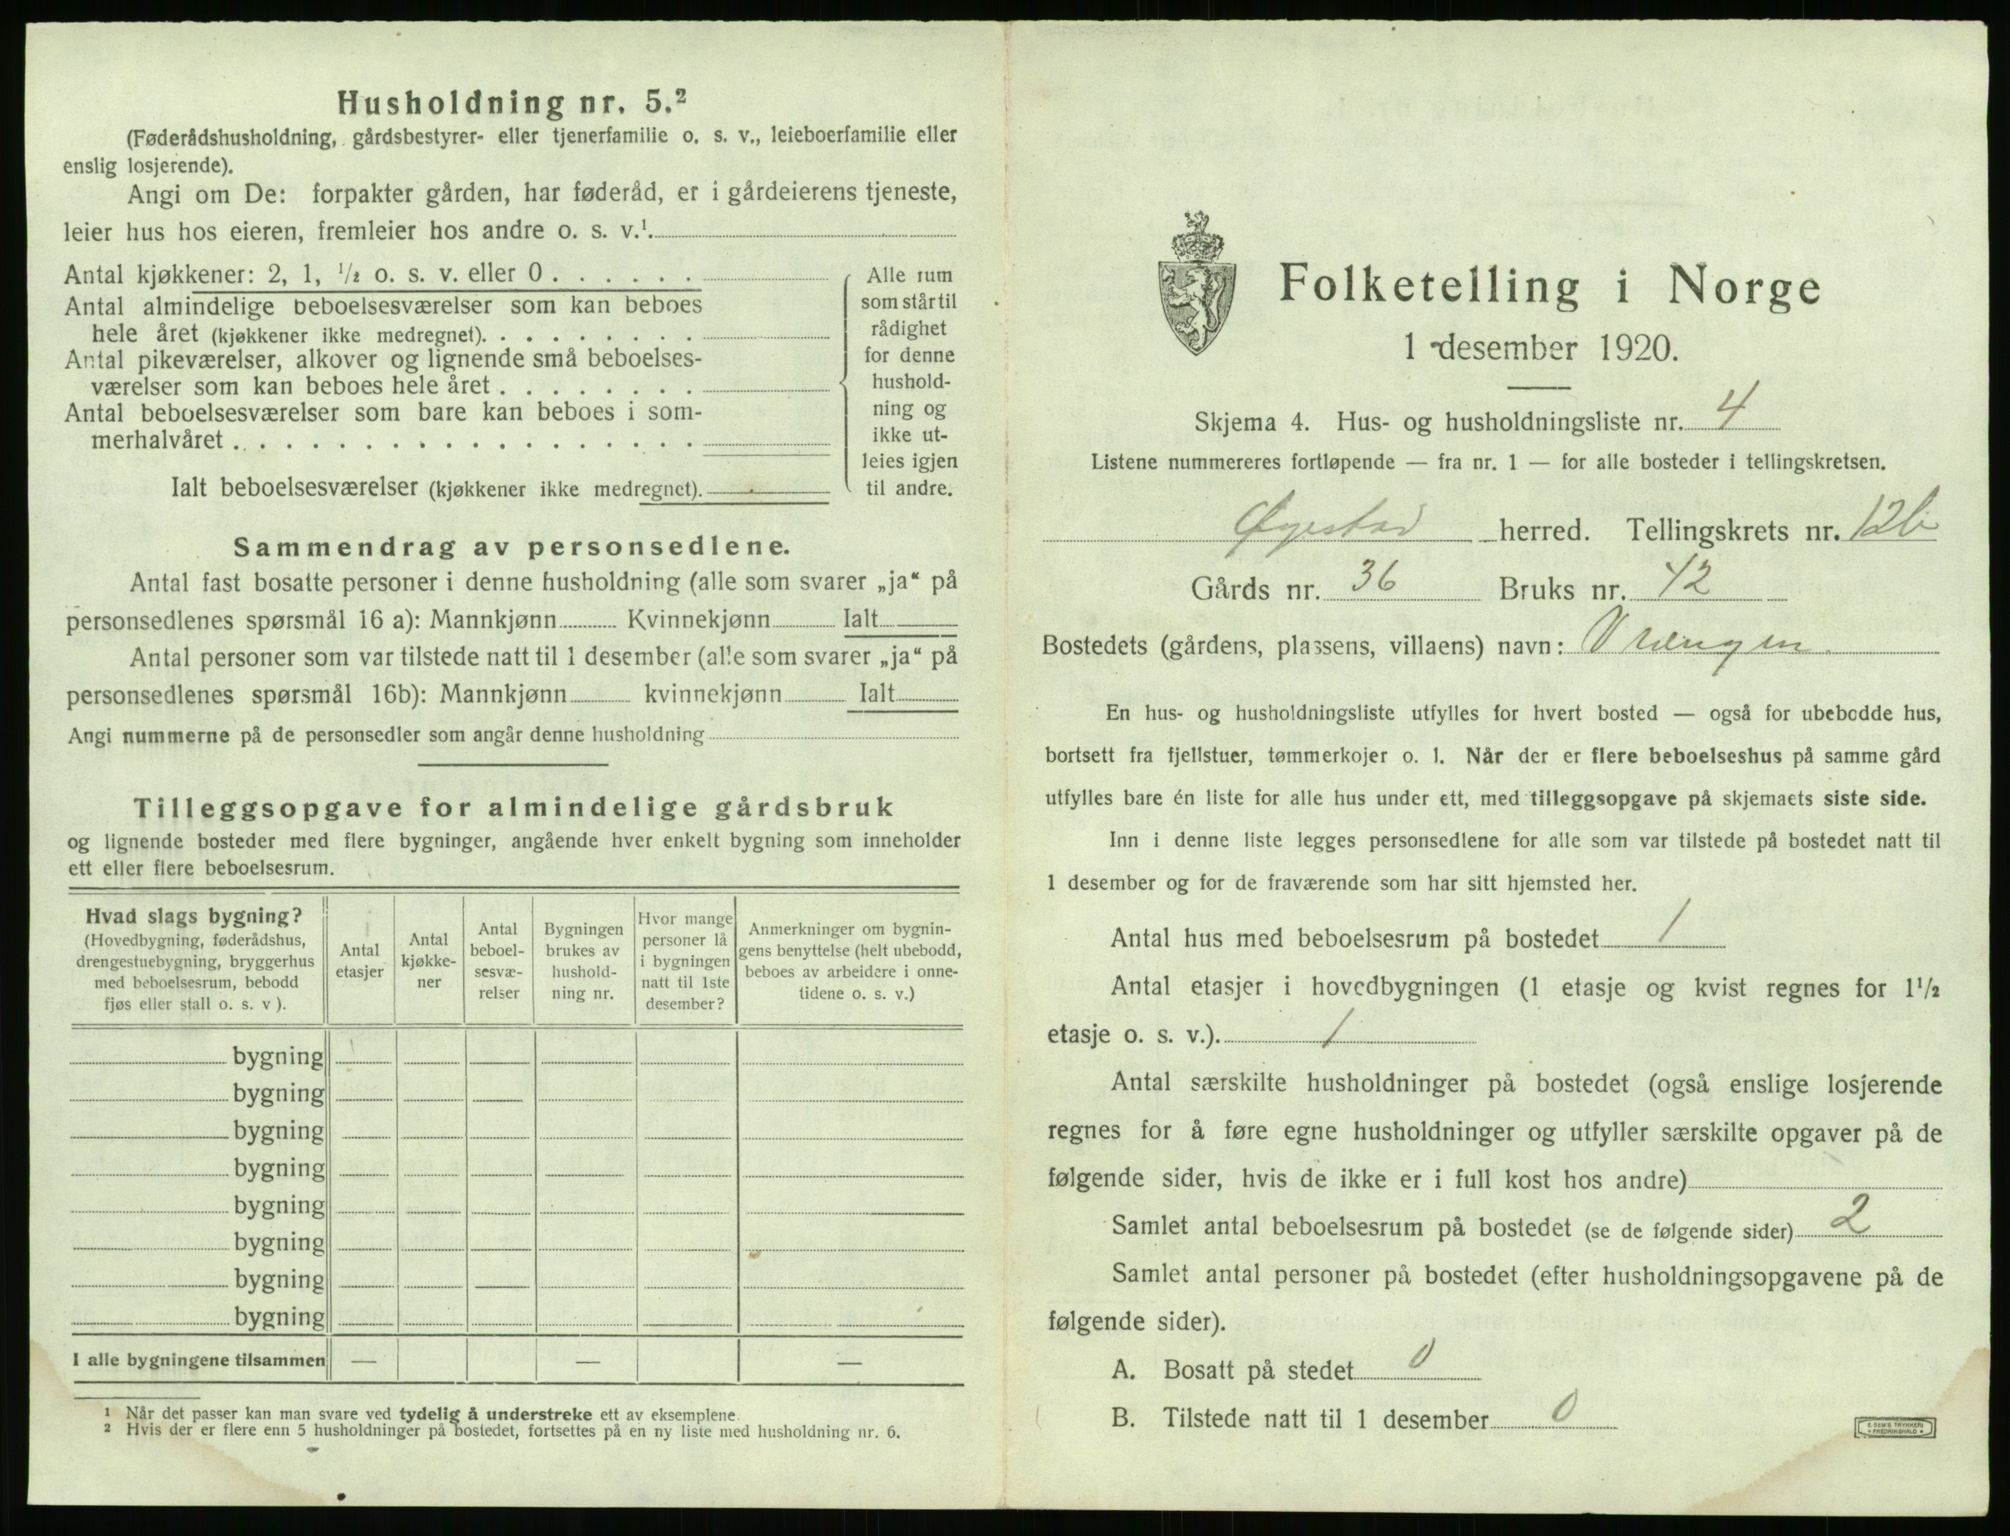 Husholdning nr. 5.²
(Føderådshusholdning, gårdsbestyrer- eller tjenerfamilie o. s. v., leieboerfamilie eller
enslig losjerende).
Angi om De: forpakter gården, har føderåd, er i gårdeierens tjeneste,
leier hus hos eieren, fremleier hos andre o. s. v.¹
Antal kjøkkener: 2, 1, ½ o. s. v. eller 0 . . . . . .
Antal almindelige beboelsesværelser som kan beboes
hele året (kjøkkener ikke medregnet). . . . . . . . .
Antal pikeværelser, alkover og lignende små beboelses-
værelser som kan beboes hele året . . . . . . . .
Antal beboelsesværelser som bare kan beboes i som-
merhalvåret . . . . . . . . . . . . . . . . . .
Ialt beboelsesværelser (kjøkkener ikke medregnet).
Alle rum
som står til
rådighet
for denne
hushold-
ning og
ikke ut-
leies igjen
til andre.
Sammendrag av personsedlene.
Antal fast bosatte personer i denne husholdning (alle som svarer „ja“ på
personsedlenes spørsmål 16 a): Mannkjønn Kvinnekjønn Ialt
Antal personer som var tilstede natt til 1 desember (alle som svarer „ja“ på
personsedlenes spørsmål 16b): Mannkjønn kvinnekjønn Ialt
Angi nummerne på de personsedler som angår denne husholdning
Tilleggsopgave for almindelige gårdsbruk
og lignende bosteder med flere bygninger, angående hver enkelt bygning som inneholder
ett eller flere beboelsesrum.
Hvad slags bygning?
(Hovedbygning, føderådshus,
drengestuebygning, bryggerhus
med beboelsesrum, bebodd
fjøs eller stall o. s. v ).
Antal
etasjer
Antal
kjøkke-
ner
Antal
beboel-
sesvæ-
relser
Bygningen
brukes av
hushold-
ning nr.
Hvor mange
personer lå
i bygningen
natt til 1ste
desember?
Anmerkninger om bygnin-
gens benyttelse (helt ubebodd,
beboes av arbeidere i onne-
tidene o. s. v.)
bygning
bygning
bygning
bygning
bygning
bygning
bygning
bygning
I alle bygningene tilsammen — — —
¹ Når det passer kan man svare ved tydelig å understreke ett av eksemplene.
² Hvis der er flere enn 5 husholdninger på bostedet, fortsettes på en ny liste med husholdning nr. 6.
Folketelling i Norge
1 desember 1920.
Skjema 4. Hus- og husholdningsliste nr. 4
Listene nummereres fortløpende — fra nr. 1 — for alle bosteder i tellingskretsen.
Øyestad herred. Tellingskrets nr. 12b
Gårds nr. 36 Bruks nr. 42
Bostedets (gårdens, plassens, villaens) navn: Vrængen.
En hus- og husholdningsliste utfylles for hvert bosted — også for ubebodde hus,
bortsett fra fjellstuer, tømmerkojer o. l. Når der er flere beboelseshus på samme gård
utfylles bare én liste for alle hus under ett, med tilleggsopgave på skjemaets siste side.
Inn i denne liste legges personsedlene for alle som var tilstede på bostedet natt til
1 desember og for de fraværende som har sitt hjemsted her.
Antal hus med beboelsesrum på bostedet 1
Antal etasjer i hovedbygningen (1 etasje og kvist regnes for 1½
etasje o. s. v.). 1
Antal særskilte husholdninger på bostedet (også enslige losjerende
regnes for å føre egne husholdninger og utfyller særskilte opgaver på de
følgende sider, hvis de ikke er i full kost hos andre)
Samlet antal beboelsesrum på bostedet (se de følgende sider) 2
Samlet antal personer på bostedet (efter husholdningsopgavene på de
følgende sider).
A. Bosatt på stedet 0
B. Tilstede natt til 1 desember 0
E. SEM'S TRYKKERI
FREDRIKSHALD